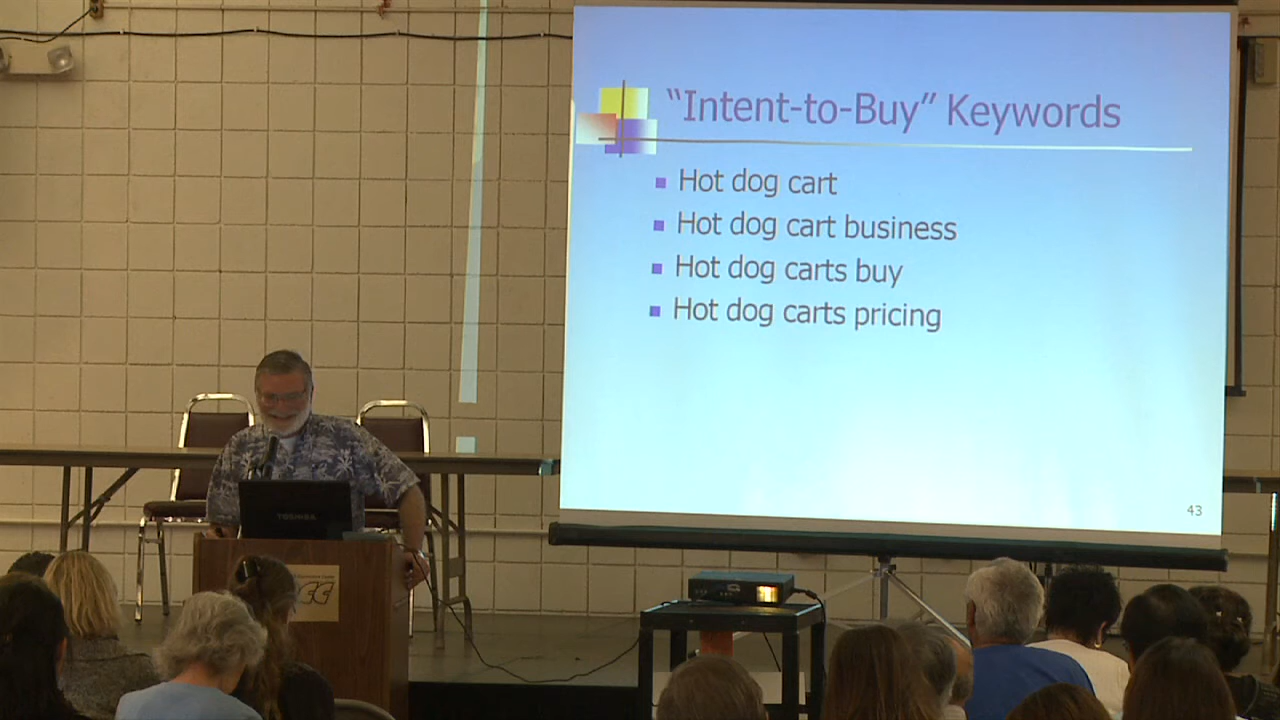 “Intent-to-Buy” Keywords
Hot dog cart
Hot dog cart business
Hot dog carts buy
Hot dog carts pricing
43
TOSHIBA